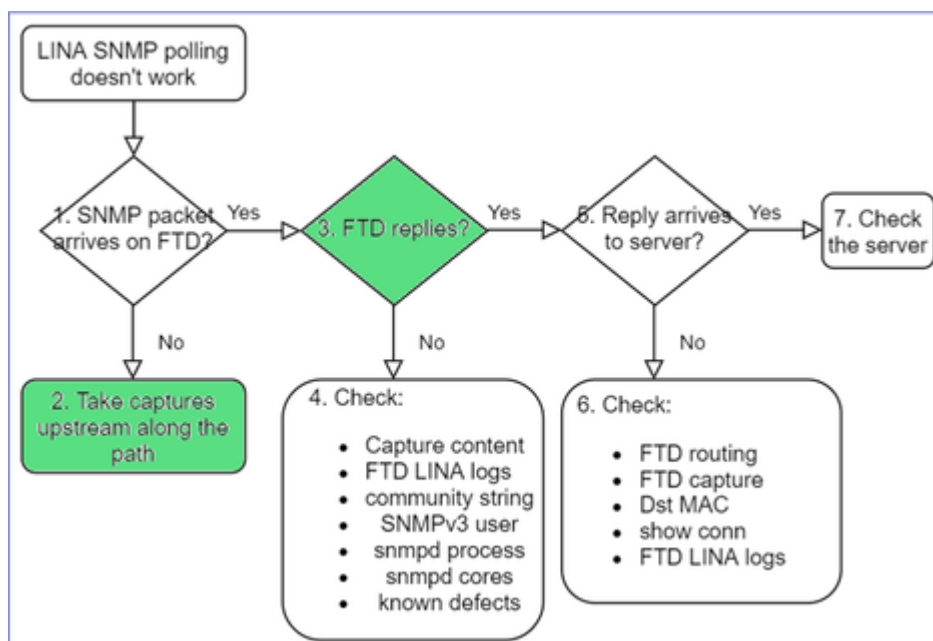 LINA SNMP polling
doesn't work
1. SNMP packet
arrives on FTD?
Yes
3. FTD replies?
Yes
5. Reply arrives
to server?
Yes
7. Check
the server
No
No
No
2. Take captures
upstream along the
path
4. Check:
• Capture content
• FTD LINA logs
• community string
• SNMPv3 user
• snmpd process
• snmpd cores
• known defects
6. Check:
• FTD routing
• FTD capture
• Dst MAC
• show conn
• FTD LINA logs